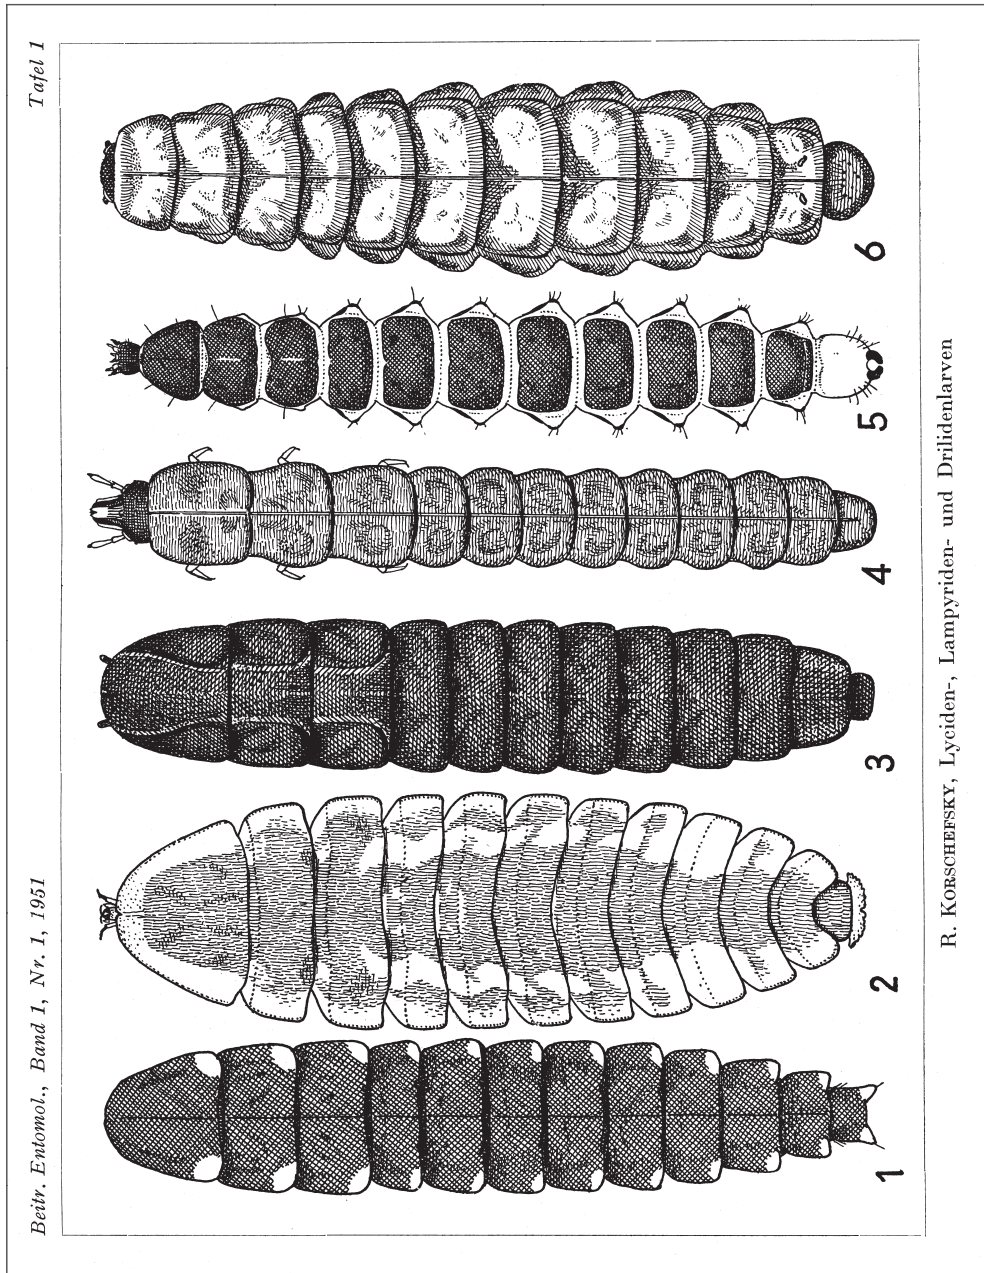 Beitr. Entomol., Band 1, Nr. 1, 1951
Tafel 1
1
2
3
4
5
6
R. KORSCHEFSKY, Lyciden-, Lampyriden- und Drilidenlarven